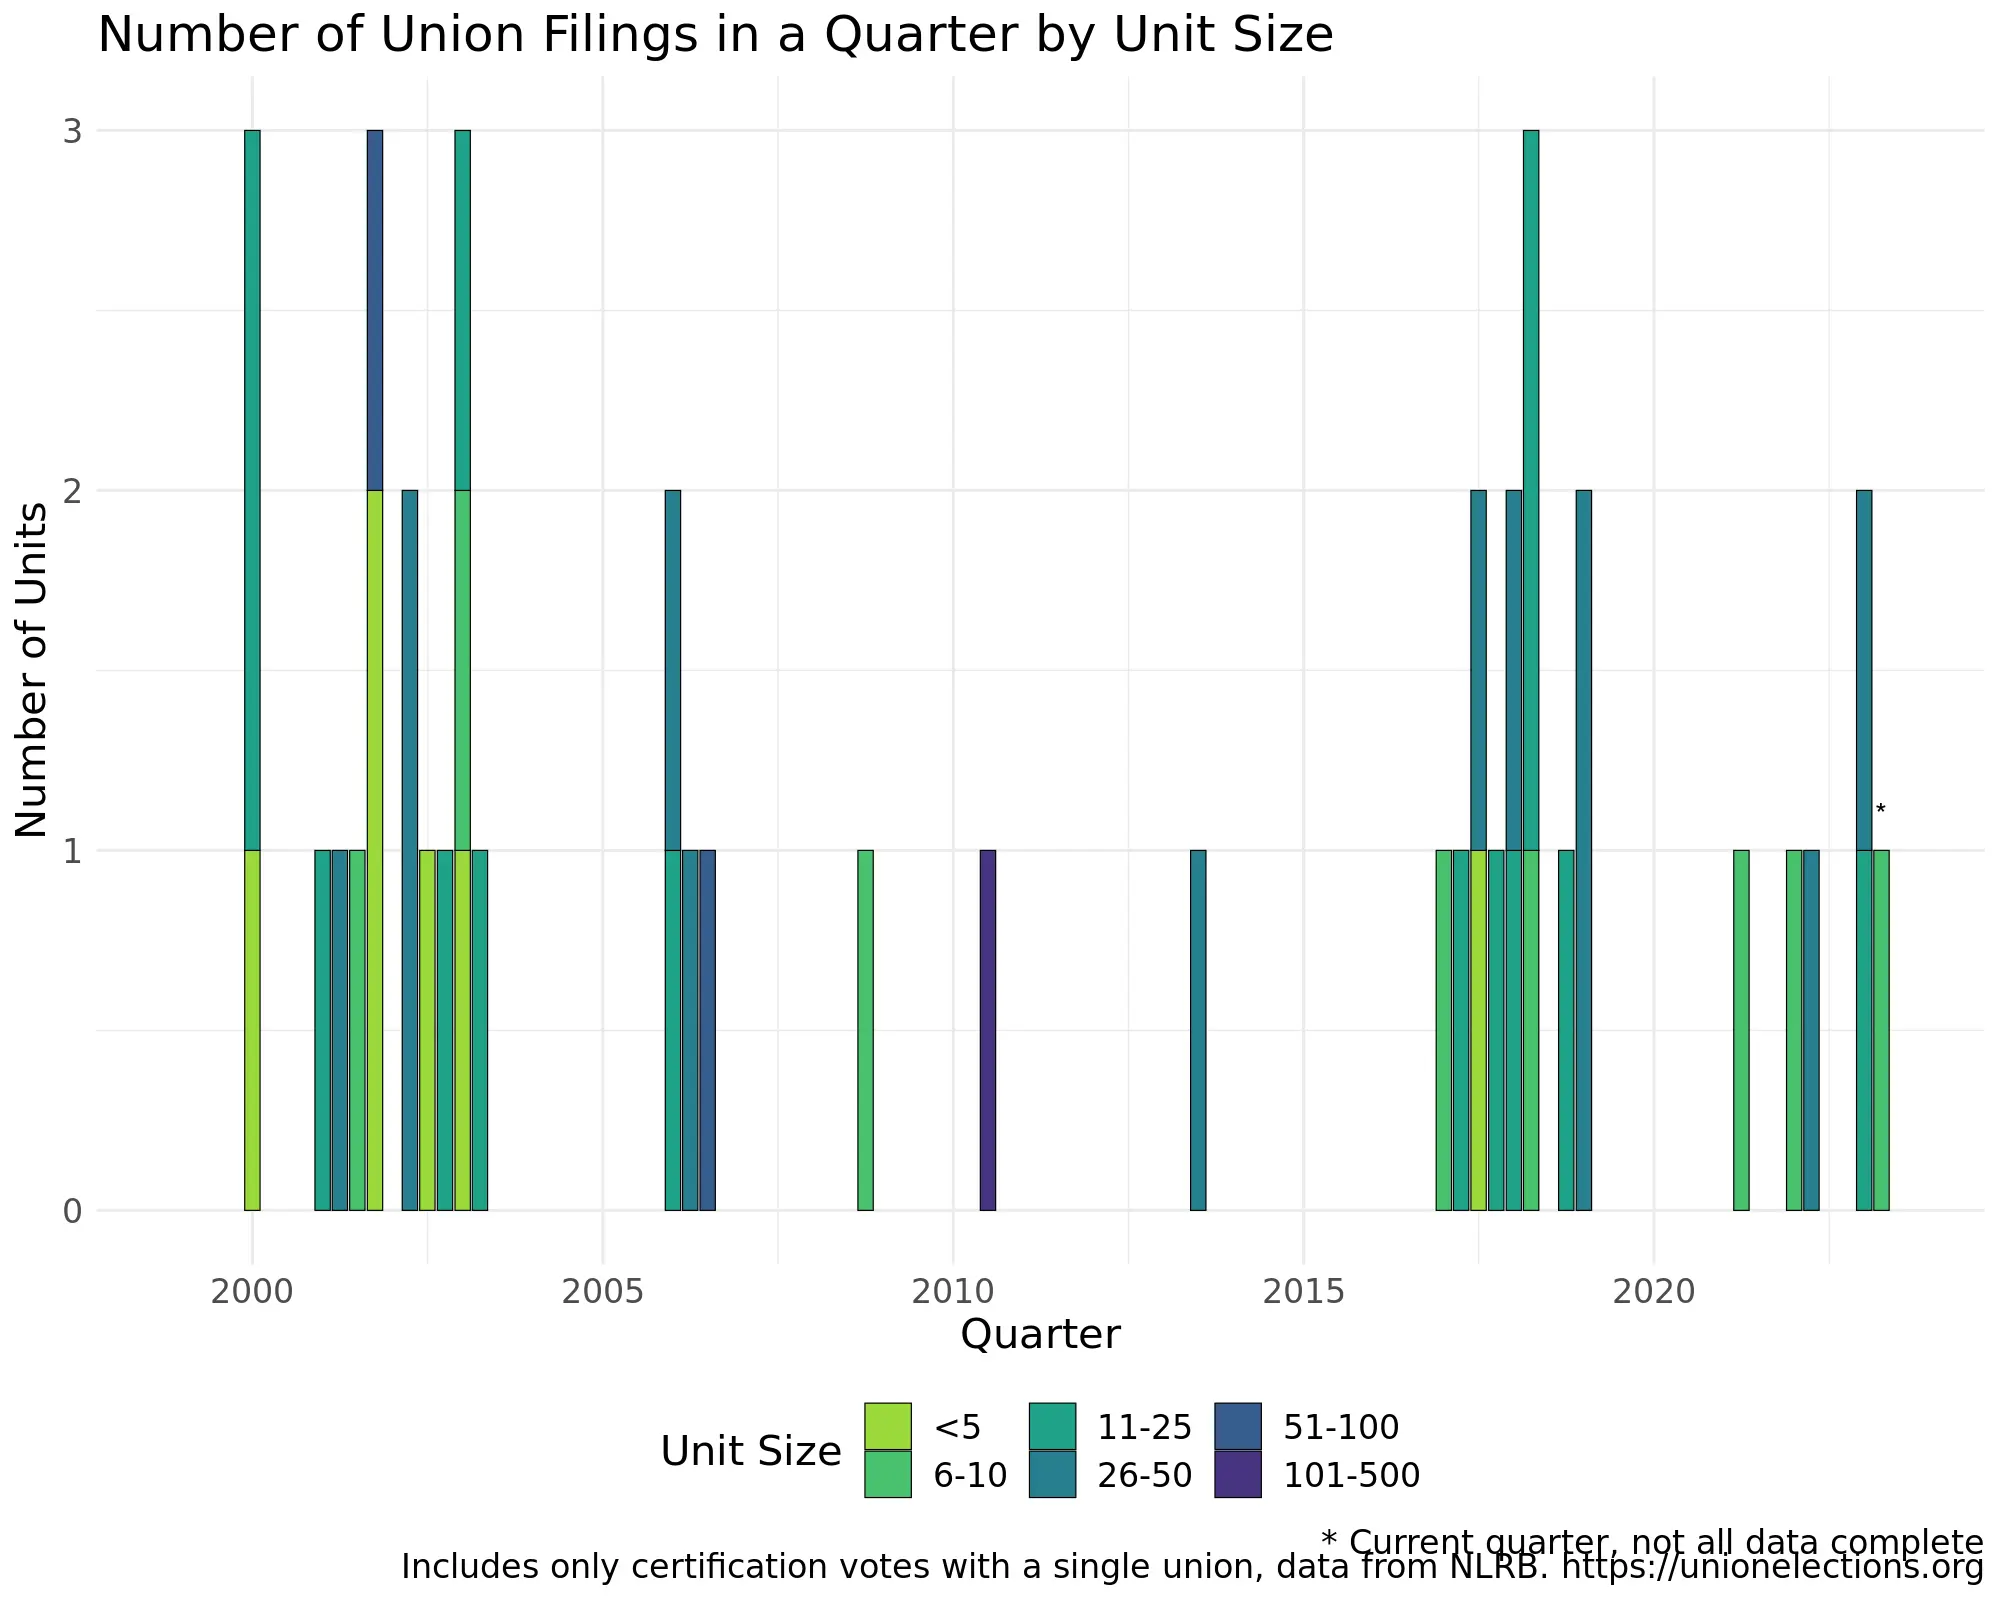 Number of Union Filings in a Quarter by Unit Size
3
2
1
0
Number of Units
*
2000 2005 2010 2015 2020
Quarter
Unit Size
<5 11-25 51-100
6-10 26-50 101-500
* Current quarter, not all data complete
Includes only certification votes with a single union, data from NLRB. https://unionelections.org